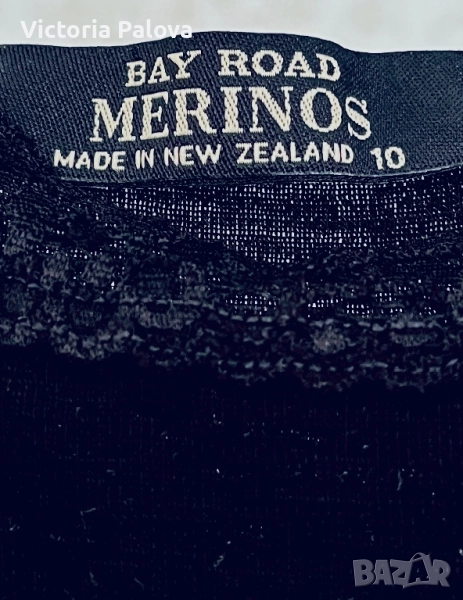 Victoria Palova
BAY ROAD
MERINOS
MADE IN NEW ZEALAND 10
BAZAR